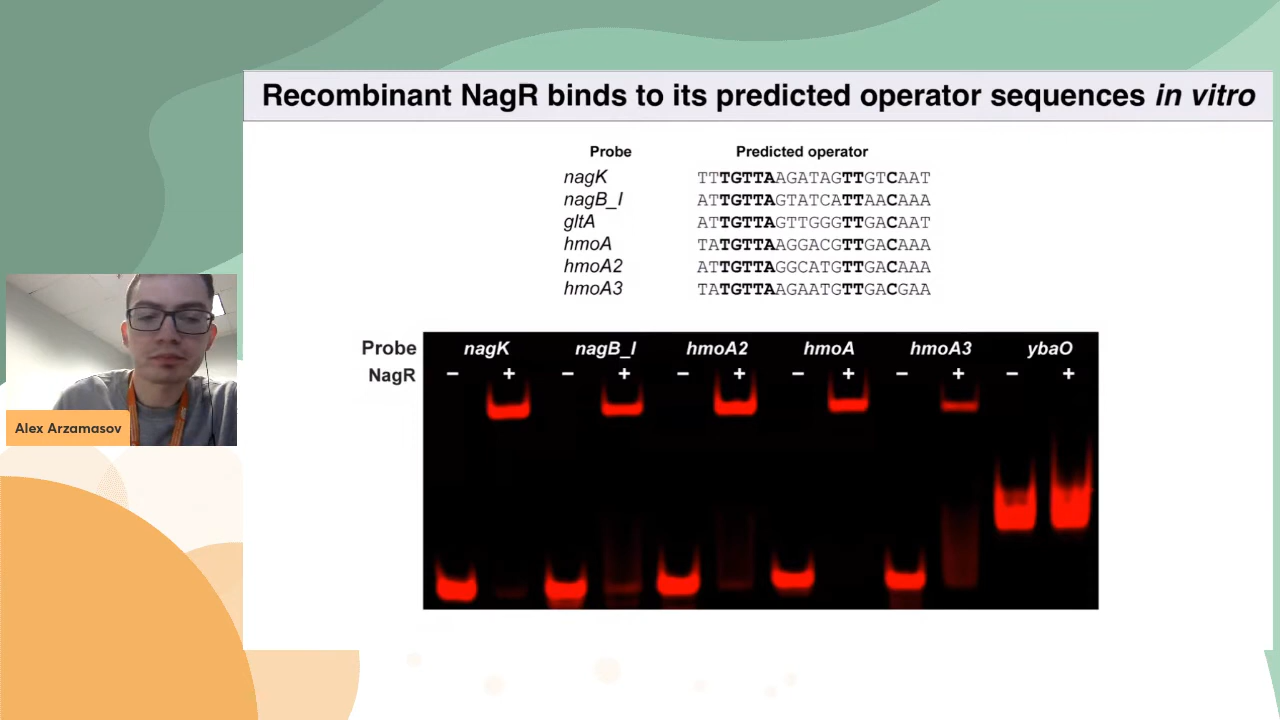 Recombinant NagR binds to its predicted operator sequences in vitro
Probe Predicted operator
nagK TTTGTTAAGATAGTTGTCAAT
nagB_I ATTGTTAGTATCATTAACAAA
gltA ATTGTTAGTTGGGTTGACAAT
hmoA TATGTTAAGGACGTTGACAAA
hmoA2 ATTGTTAGGCATGTTGACAAA
hmoA3 TATGTTAAGAATGTTGACGAA
Probe nagK nagB_I hmoA2 hmoA hmoA3 ybaO
NagR − + − + − + − + − + − +
Alex Arzamasov